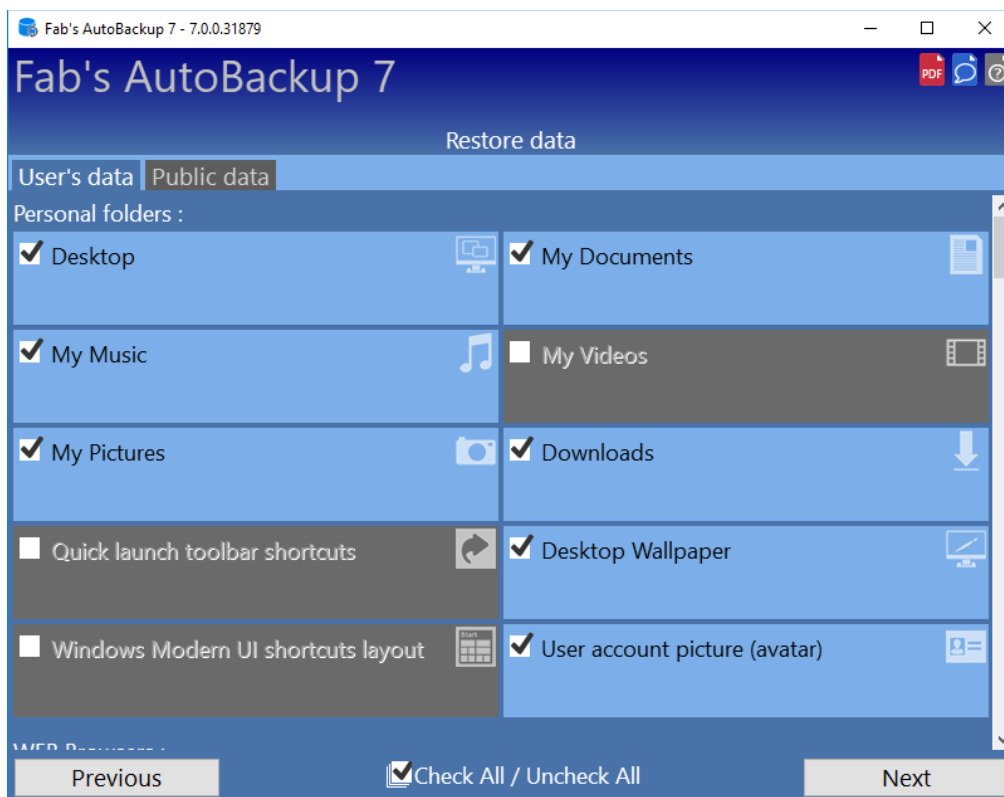 Fab's AutoBackup 7 - 7.0.0.31879
Fab's AutoBackup 7
PDF
?
Restore data
User's data Public data
Personal folders :
Desktop
My Documents
My Music
My Videos
My Pictures
Downloads
Quick launch toolbar shortcuts
Desktop Wallpaper
Windows Modern UI shortcuts layout
Start
User account picture (avatar)
WEB Browsers :
Previous
Check All / Uncheck All
Next